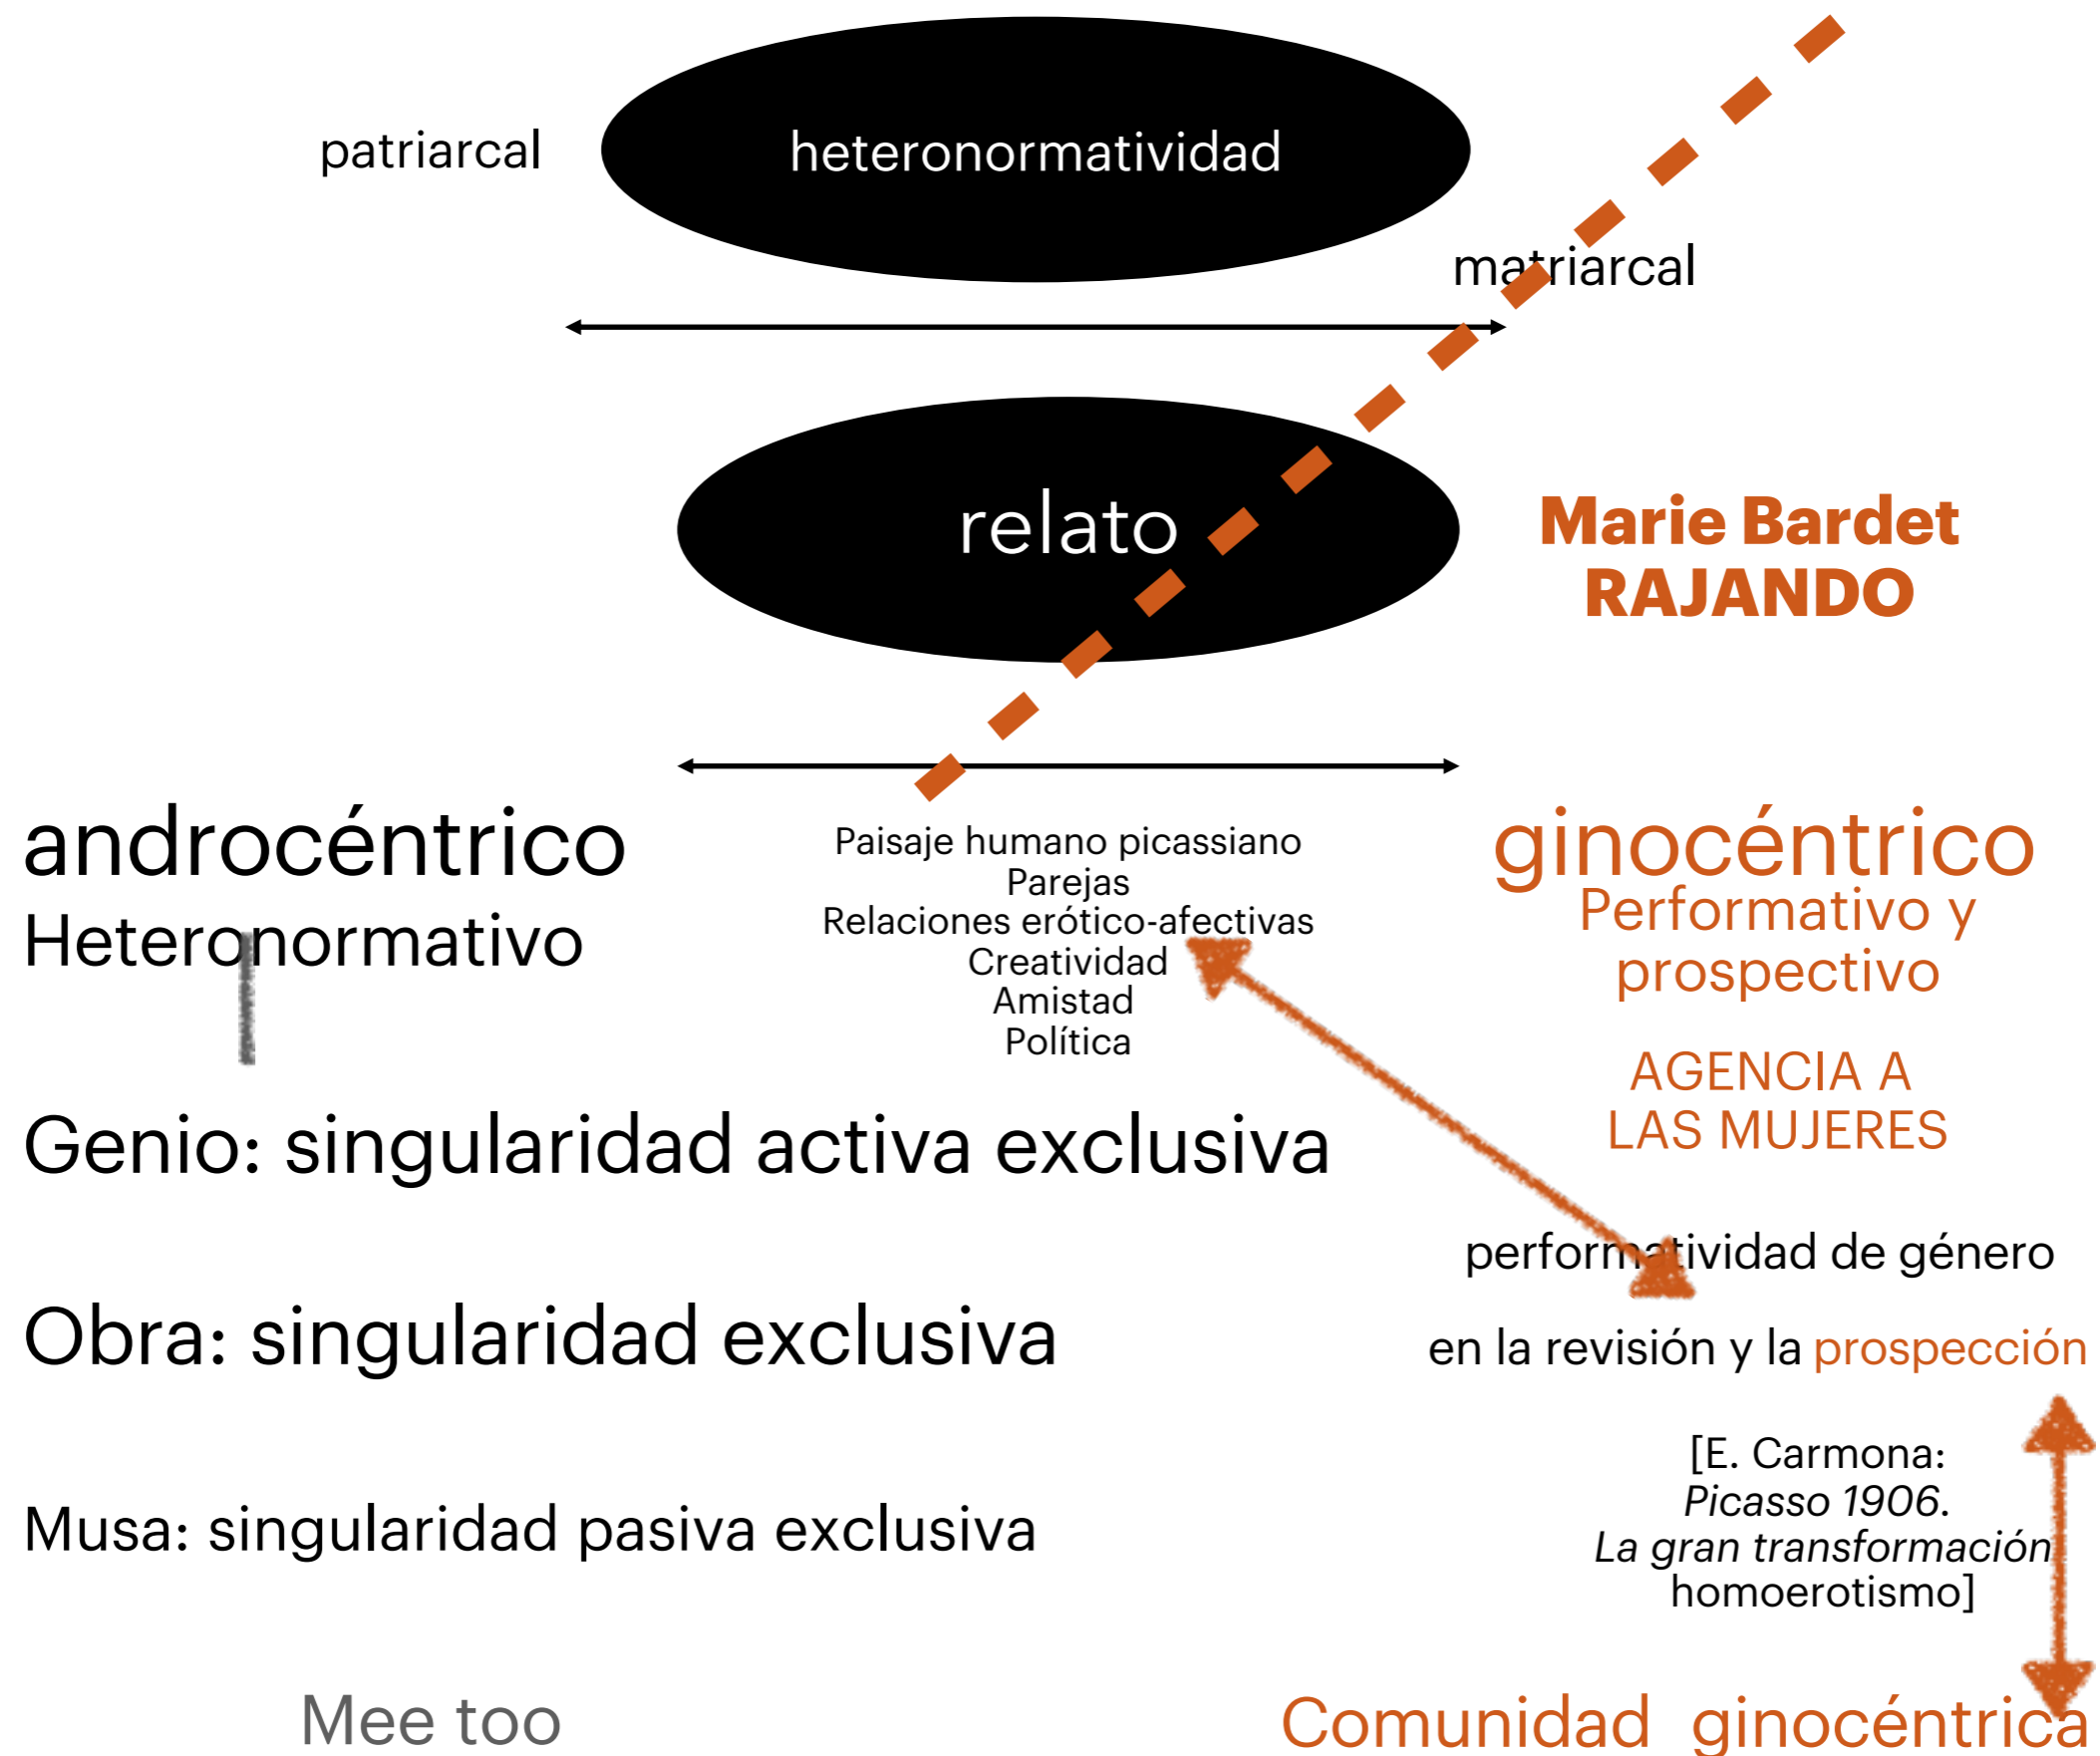 patriarcal
heteronormatividad
matriarcal
relato
Marie Bardet
RAJANDO
androcéntrico
Heteronormativo
Paisaje humano picassiano
Parejas
Relaciones erótico-afectivas
Creatividad
Amistad
Política
ginocéntrico
Performativo y
prospectivo
AGENCIA A
LAS MUJERES
Genio: singularidad activa exclusiva
performatividad de género
Obra: singularidad exclusiva
en la revisión y la prospección
[E. Carmona:
Picasso 1906.
La gran transformación
homoerotismo]
Musa: singularidad pasiva exclusiva
Mee too
Comunidad ginocéntrica